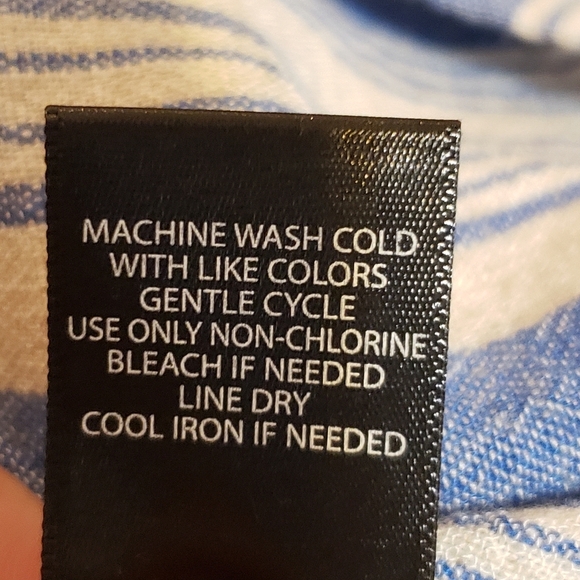 MACHINE WASH COLD
WITH LIKE COLORS
GENTLE CYCLE
USE ONLY NON-CHLORINE
BLEACH IF NEEDED
LINE DRY
COOL IRON IF NEEDED